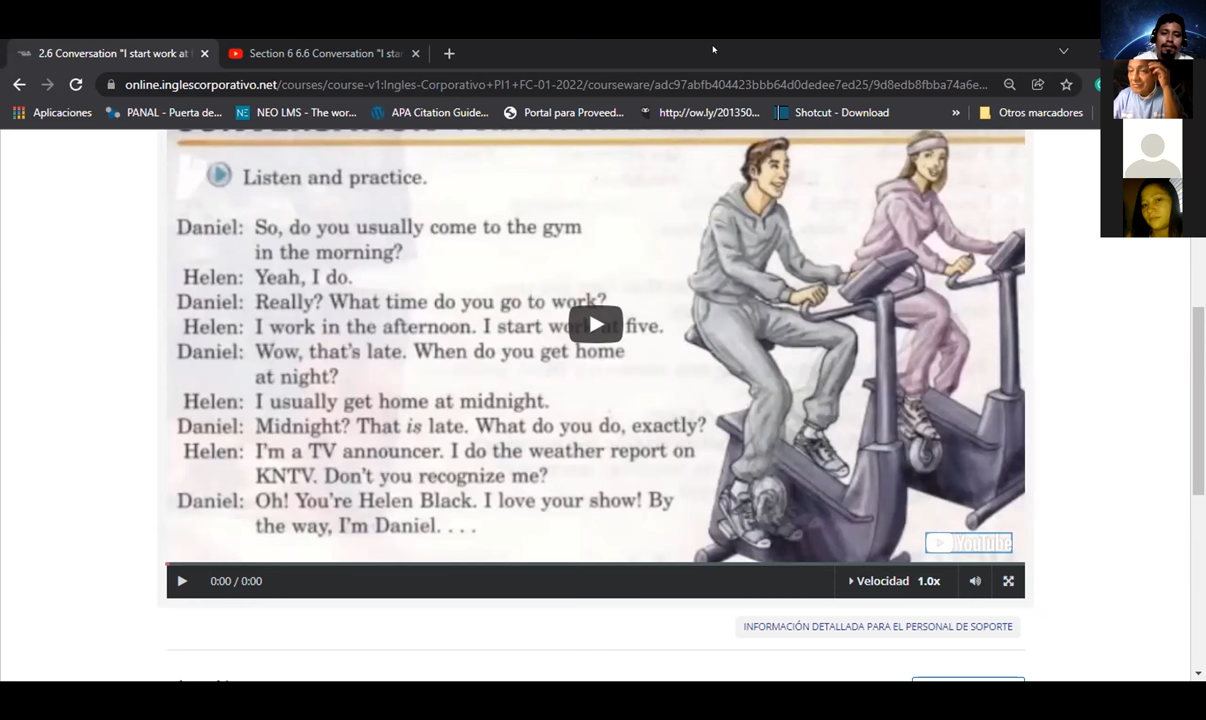 2.6 Conversation "I start work at
Section 6 6.6 Conversation "I sta
online.inglescorporativo.net/courses/course-v1:Ingles-Corporativo+PI1+FC-01-2022/courseware/adc97abfb404423bbb64d0dedee7ed25/9d8edb8fbba74a6e...
Aplicaciones
PANAL - Puerta de...
NEO LMS - The wor...
APA Citation Guide...
Portal para Proveed...
http://ow.ly/201350...
Shotcut - Download
»
Otros marcadores
Listen and practice.
Daniel: So, do you usually come to the gym
in the morning?
Helen: Yeah, I do.
Daniel: Really? What time do you go to work?
Helen: I work in the afternoon. I start work at five.
Daniel: Wow, that's late. When do you get home
at night?
Helen: I usually get home at midnight.
Daniel: Midnight? That is late. What do you do, exactly?
Helen: I'm a TV announcer. I do the weather report on
KNTV. Don't you recognize me?
Daniel: Oh! You're Helen Black. I love your show! By
the way, I'm Daniel. . . .
YouTube
0:00 / 0:00
Velocidad 1.0x
INFORMACIÓN DETALLADA PARA EL PERSONAL DE SOPORTE